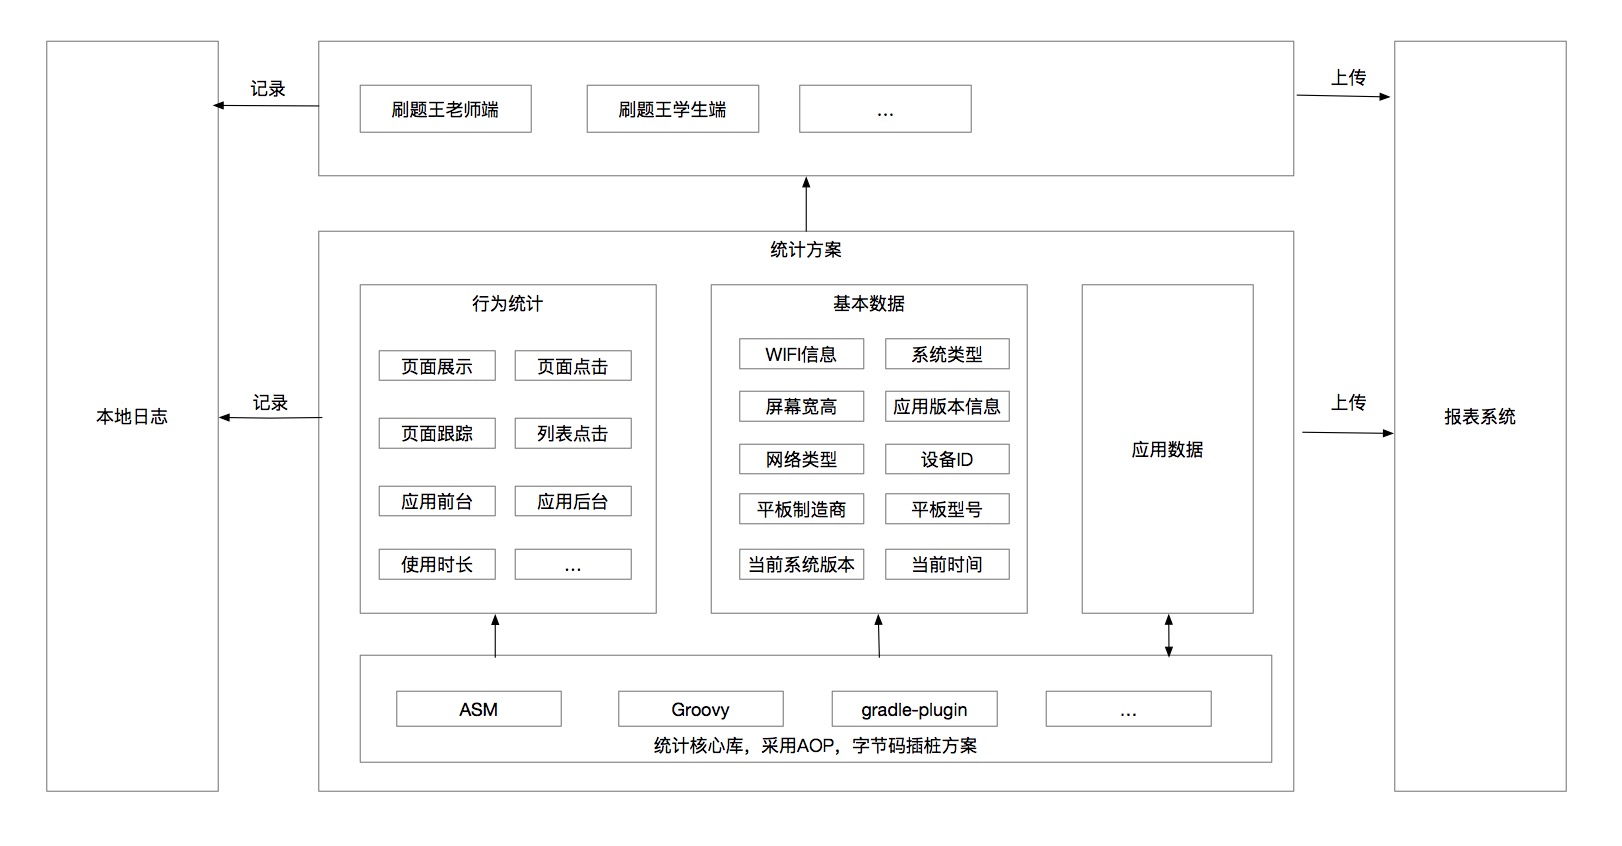 记录
上传
刷题王老师端
刷题王学生端
...
统计方案
行为统计
页面展示
页面点击
页面跟踪
列表点击
应用前台
应用后台
使用时长
...
基本数据
WIFI信息
系统类型
屏幕宽高
应用版本信息
网络类型
设备ID
平板制造商
平板型号
当前系统版本
当前时间
应用数据
记录
上传
本地日志
报表系统
ASM
Groovy
gradle-plugin
...
统计核心库，采用AOP，字节码插桩方案